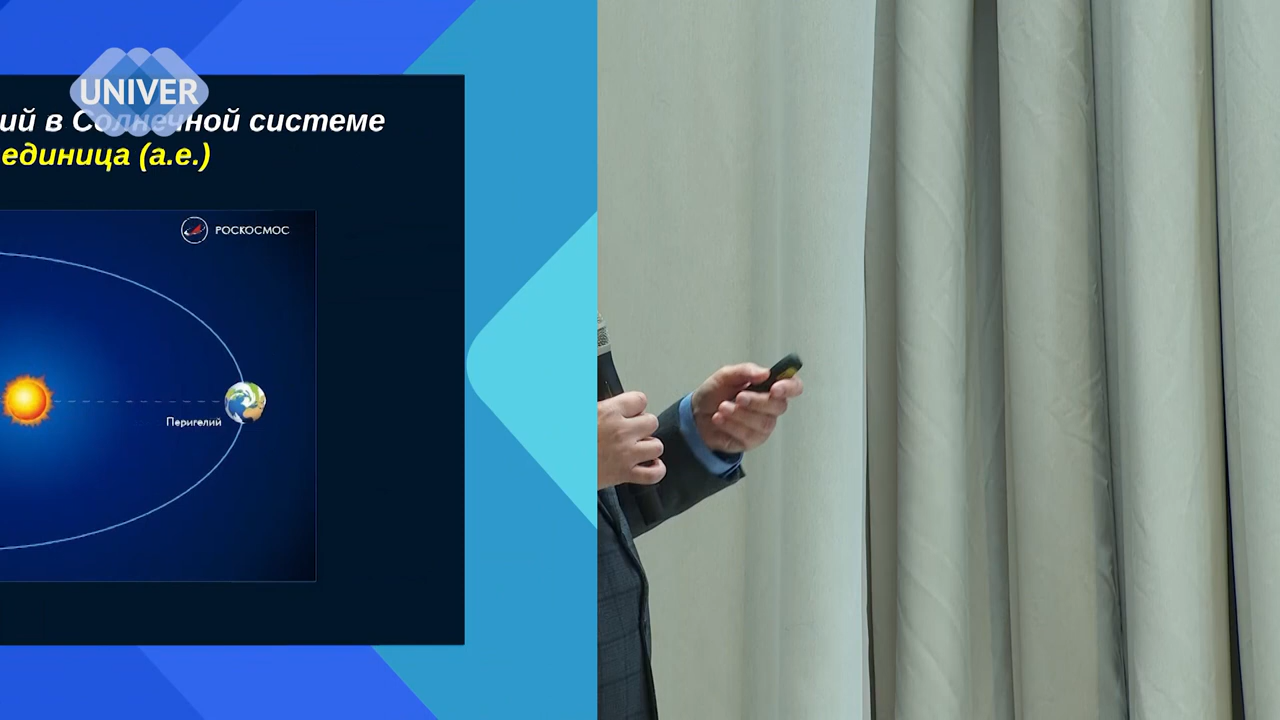 UNIVER
ий в Солнечной системе
единица (а.е.)
РОСКОСМОС
Перигелий